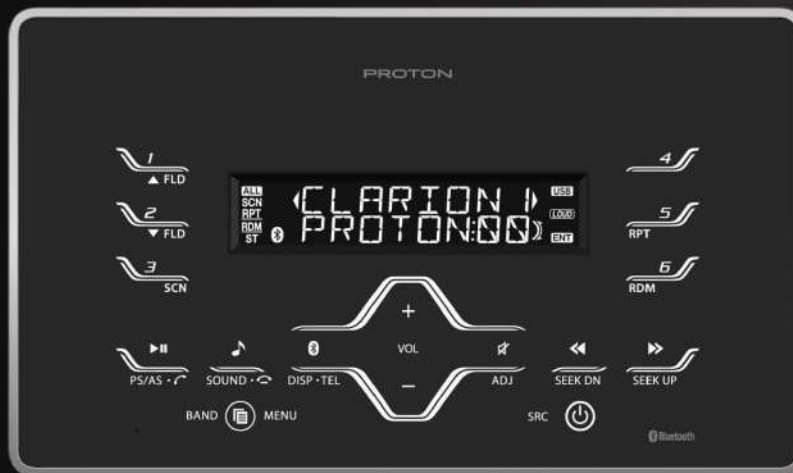 PROTON
1
▲ FLD
4
ALL
SCN
RPT
RDM
ST
CLARION 1
PROTON:00
USB
LOUD
ENT
2
▼ FLD
5
RPT
3
SCN
6
RDM
+
VOL
−
PS/AS
SOUND
DISP·TEL
ADJ
SEEK DN
SEEK UP
BAND
MENU
SRC
Bluetooth